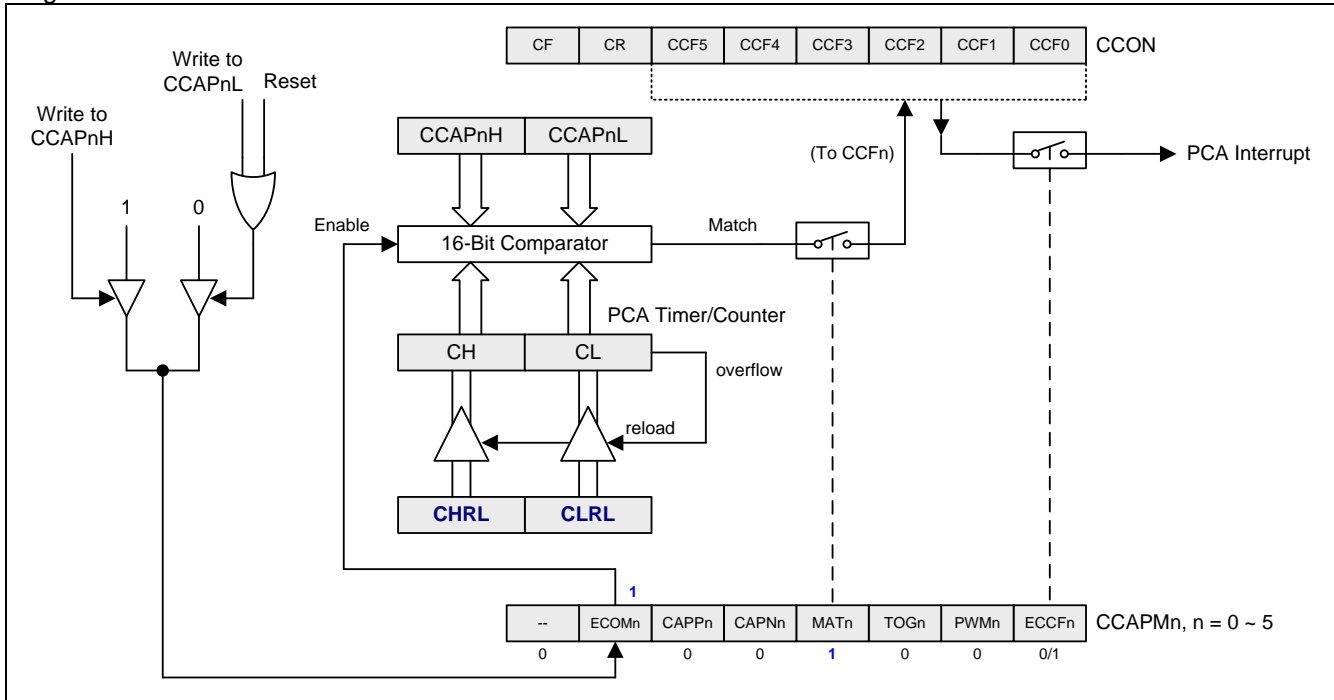 CF CR CCF5 CCF4 CCF3 CCF2 CCF1 CCF0 CCON
Write to
CCAPnL
Reset
Write to
CCAPnH
CCAPnH CCAPnL
(To CCFn)
PCA Interrupt
1 0
Enable
16-Bit Comparator
Match
PCA Timer/Counter
CH CL
overflow
reload
CHRL CLRL
1
-- ECOMn CAPPn CAPNn MATn TOGn PWMn ECCFn CCAPMn, n = 0 ~ 5
0 0 0 1 0 0 0/1